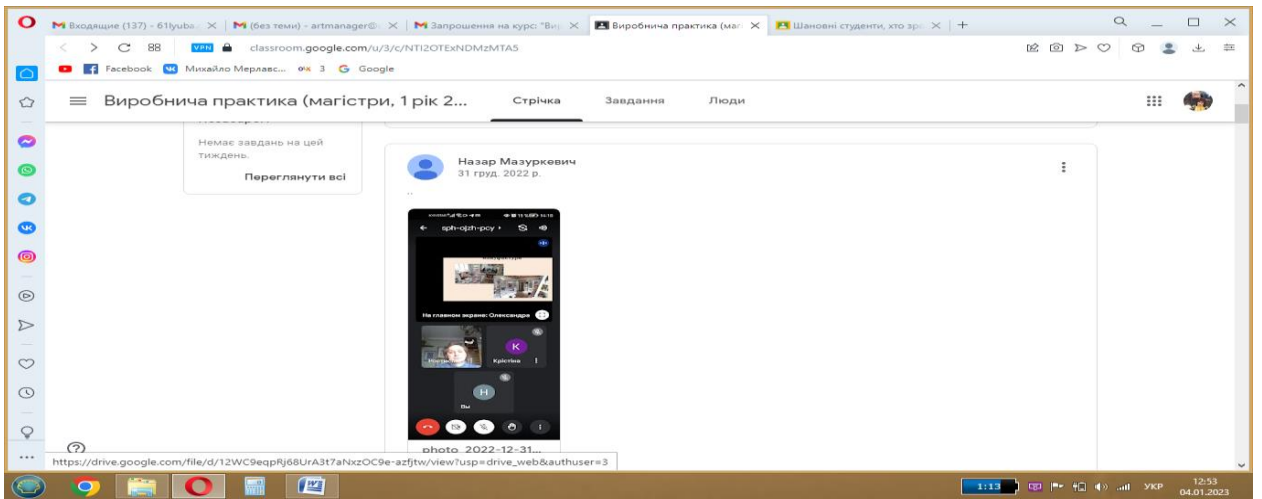 Входящие (137) - 61lyuba
(без теми) - artmanager@
Запрошення на курс: "Вир
Виробнича практика (маг
Шановні студенти, хто зр
VPN classroom.google.com/u/3/c/NTI2OTExNDMzMTA5
Facebook Михайло Мерлавс... 3 Google
Виробнича практика (магістри, 1 рік 2...
Стрічка Завдання Люди
Немає завдань на цей
тиждень.
Переглянути всі
Назар Мазуркевич
31 груд. 2022 р.
..
sph-ojzh-pcy
На главном экране: Олександра
К
Крістіна
Н
Вы
photo_2022-12-31...
https://drive.google.com/file/d/12WC9eqpRj68UrA3t7aNxzOC9e-azfjtw/view?usp=drive_web&authuser=3
1:13 УКР 12:53
04.01.2023